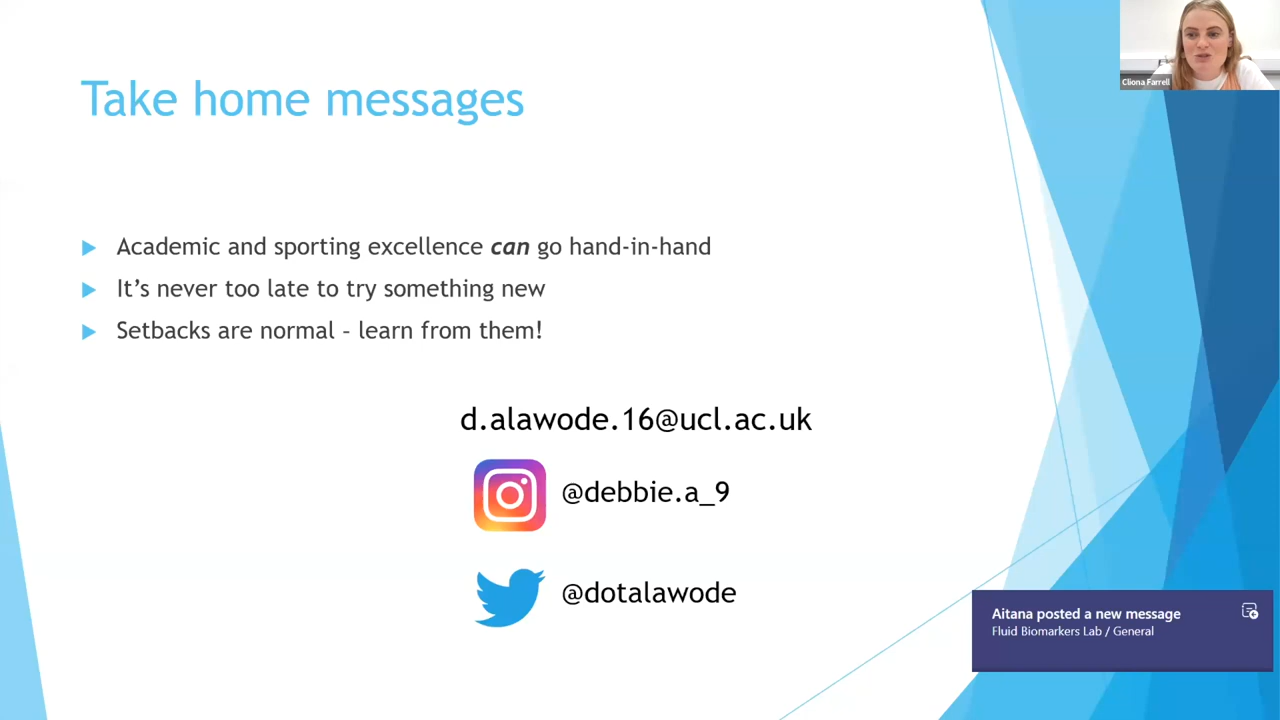 Take home messages
Cliona Farrell
Academic and sporting excellence can go hand-in-hand
It's never too late to try something new
Setbacks are normal – learn from them!
d.alawode.16@ucl.ac.uk
@debbie.a_9
@dotalawode
Aitana posted a new message
Fluid Biomarkers Lab / General